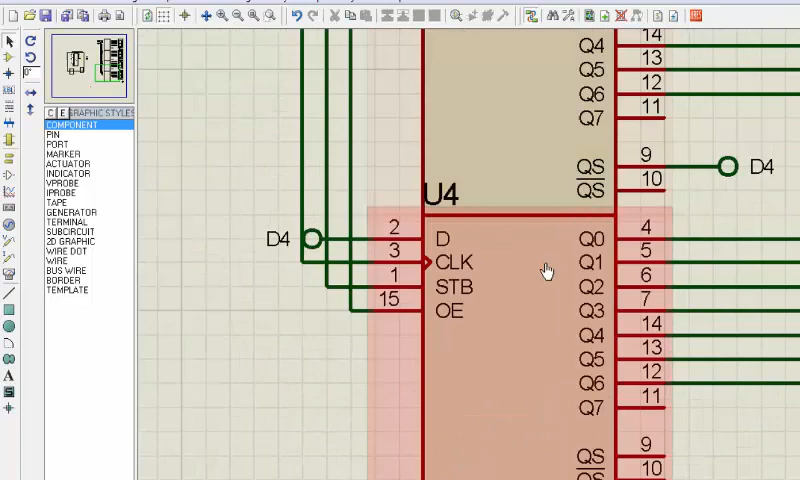 C E GRAPHIC STYLES
COMPONENT
PIN
PORT
MARKER
ACTUATOR
INDICATOR
VPROBE
IPROBE
TAPE
GENERATOR
TERMINAL
SUBCIRCUIT
2D GRAPHIC
WIRE DOT
WIRE
BUS WIRE
BORDER
TEMPLATE
Q4 14
Q5 13
Q6 12
Q7 11
QS 9 D4
QS 10
U4
D4 2 D Q0 4
3 CLK Q1 5
1 STB Q2 6
15 OE Q3 7
Q4 14
Q5 13
Q6 12
Q7 11
QS 9
QS 10